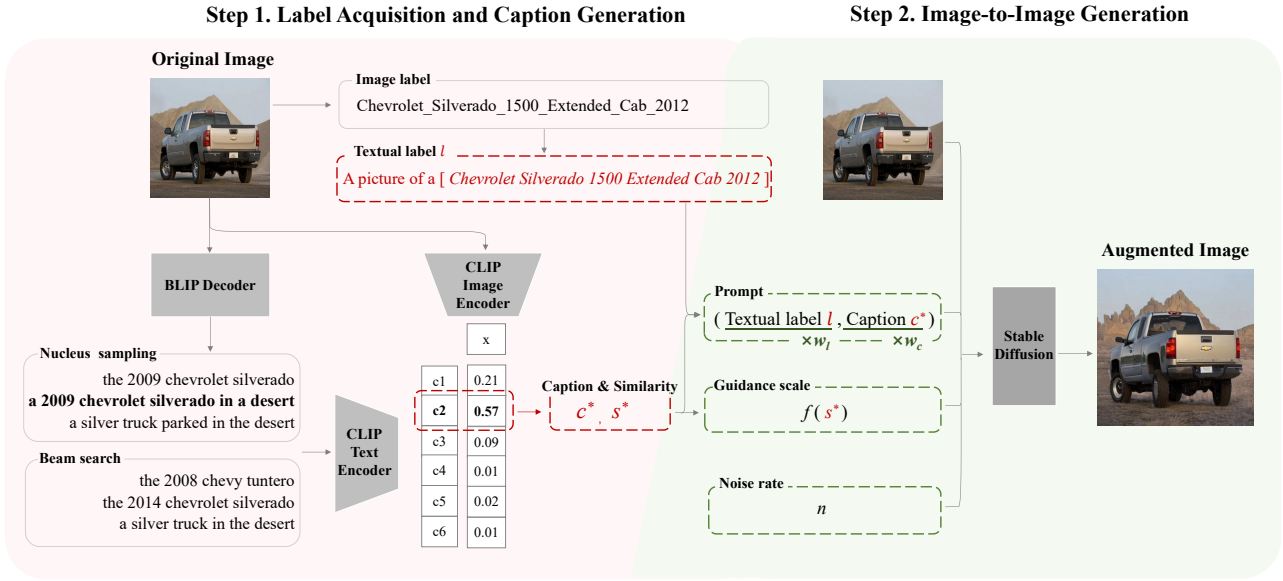 Step 1. Label Acquisition and Caption Generation
Step 2. Image-to-Image Generation
Original Image
Image label
Chevrolet_Silverado_1500_Extended_Cab_2012
Textual label l
A picture of a [ Chevrolet Silverado 1500 Extended Cab 2012 ]
BLIP Decoder
CLIP
Image
Encoder
x
Nucleus sampling
the 2009 chevrolet silverado
a 2009 chevrolet silverado in a desert
a silver truck parked in the desert
Beam search
the 2008 chevy tuntero
the 2014 chevrolet silverado
a silver truck in the desert
CLIP
Text
Encoder
c1 0.21
c2 0.57
c3 0.09
c4 0.01
c5 0.02
c6 0.01
Caption & Similarity
c* , s*
Prompt
( Textual label l , Caption c* )
×w_l ×w_c
Guidance scale
f( s* )
Noise rate
n
Stable
Diffusion
Augmented Image